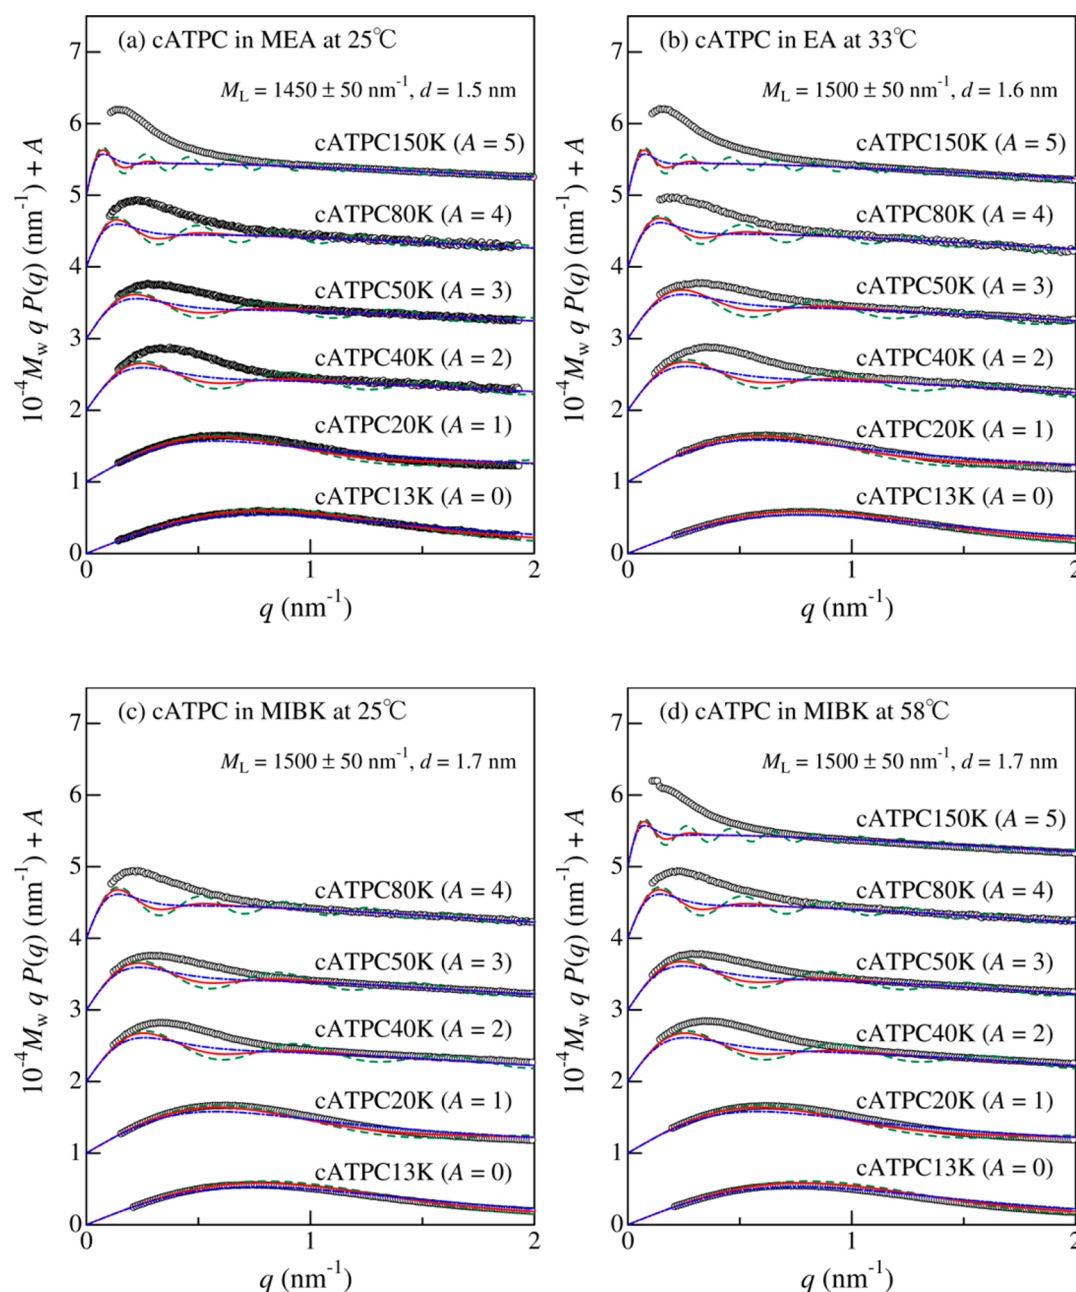 (a) cATPC in MEA at 25℃
M_L = 1450 ± 50 nm⁻¹, d = 1.5 nm
cATPC150K (A = 5)
cATPC80K (A = 4)
cATPC50K (A = 3)
cATPC40K (A = 2)
cATPC20K (A = 1)
cATPC13K (A = 0)
10⁻⁴M_w q P(q) (nm⁻¹) + A
7
6
5
4
3
2
1
0
0 1 2
q (nm⁻¹)
(b) cATPC in EA at 33℃
M_L = 1500 ± 50 nm⁻¹, d = 1.6 nm
cATPC150K (A = 5)
cATPC80K (A = 4)
cATPC50K (A = 3)
cATPC40K (A = 2)
cATPC20K (A = 1)
cATPC13K (A = 0)
10⁻⁴M_w q P(q) (nm⁻¹) + A
7
6
5
4
3
2
1
0
0 1 2
q (nm⁻¹)
(c) cATPC in MIBK at 25℃
M_L = 1500 ± 50 nm⁻¹, d = 1.7 nm
cATPC80K (A = 4)
cATPC50K (A = 3)
cATPC40K (A = 2)
cATPC20K (A = 1)
cATPC13K (A = 0)
10⁻⁴M_w q P(q) (nm⁻¹) + A
7
6
5
4
3
2
1
0
0 1 2
q (nm⁻¹)
(d) cATPC in MIBK at 58℃
M_L = 1500 ± 50 nm⁻¹, d = 1.7 nm
cATPC150K (A = 5)
cATPC80K (A = 4)
cATPC50K (A = 3)
cATPC40K (A = 2)
cATPC20K (A = 1)
cATPC13K (A = 0)
10⁻⁴M_w q P(q) (nm⁻¹) + A
7
6
5
4
3
2
1
0
0 1 2
q (nm⁻¹)